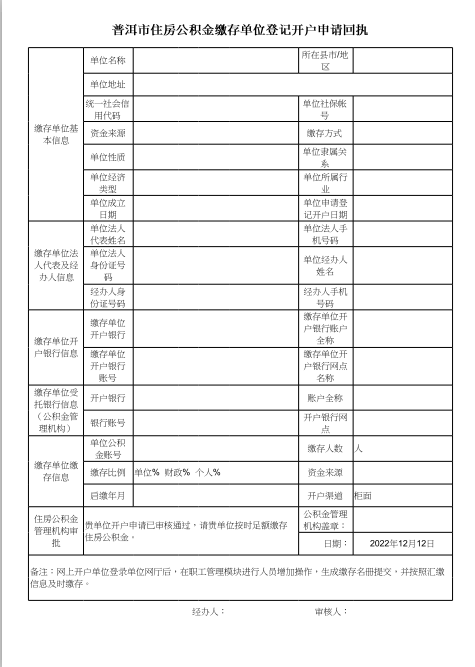 普洱市住房公积金缴存单位登记开户申请回执
单位名称
所在县市/地
区
单位地址
缴存单位基
本信息
统一社会信
用代码
单位社保帐
号
资金来源
缴存方式
单位性质
单位隶属关
系
单位经济
类型
单位所属行
业
单位成立
日期
单位申请登
记开户日期
缴存单位法
人代表及经
办人信息
单位法人
代表姓名
单位法人手
机号码
单位法人
身份证号
码
单位经办人
姓名
经办人身
份证号码
经办人手机
号码
缴存单位开
户银行信息
缴存单位
开户银行
缴存单位开
户银行账户
全称
缴存单位
开户银行
账号
缴存单位开
户银行网点
名称
缴存单位受
托银行信息
（公积金管
理机构）
开户银行
账户全称
银行账号
开户银行网
点
缴存单位缴
存信息
单位公积
金账号
缴存人数
人
缴存比例
单位% 财政% 个人%
资金来源
启缴年月
开户渠道
柜面
住房公积金
管理机构审
批
贵单位开户申请已审核通过，请贵单位按时足额缴存
住房公积金。
公积金管理
机构盖章：
日期：
2022年12月12日
备注：网上开户单位登录单位网厅后，在职工管理模块进行人员增加操作，生成缴存名册提交，并按照汇缴
信息及时缴存。
经办人：
审核人：